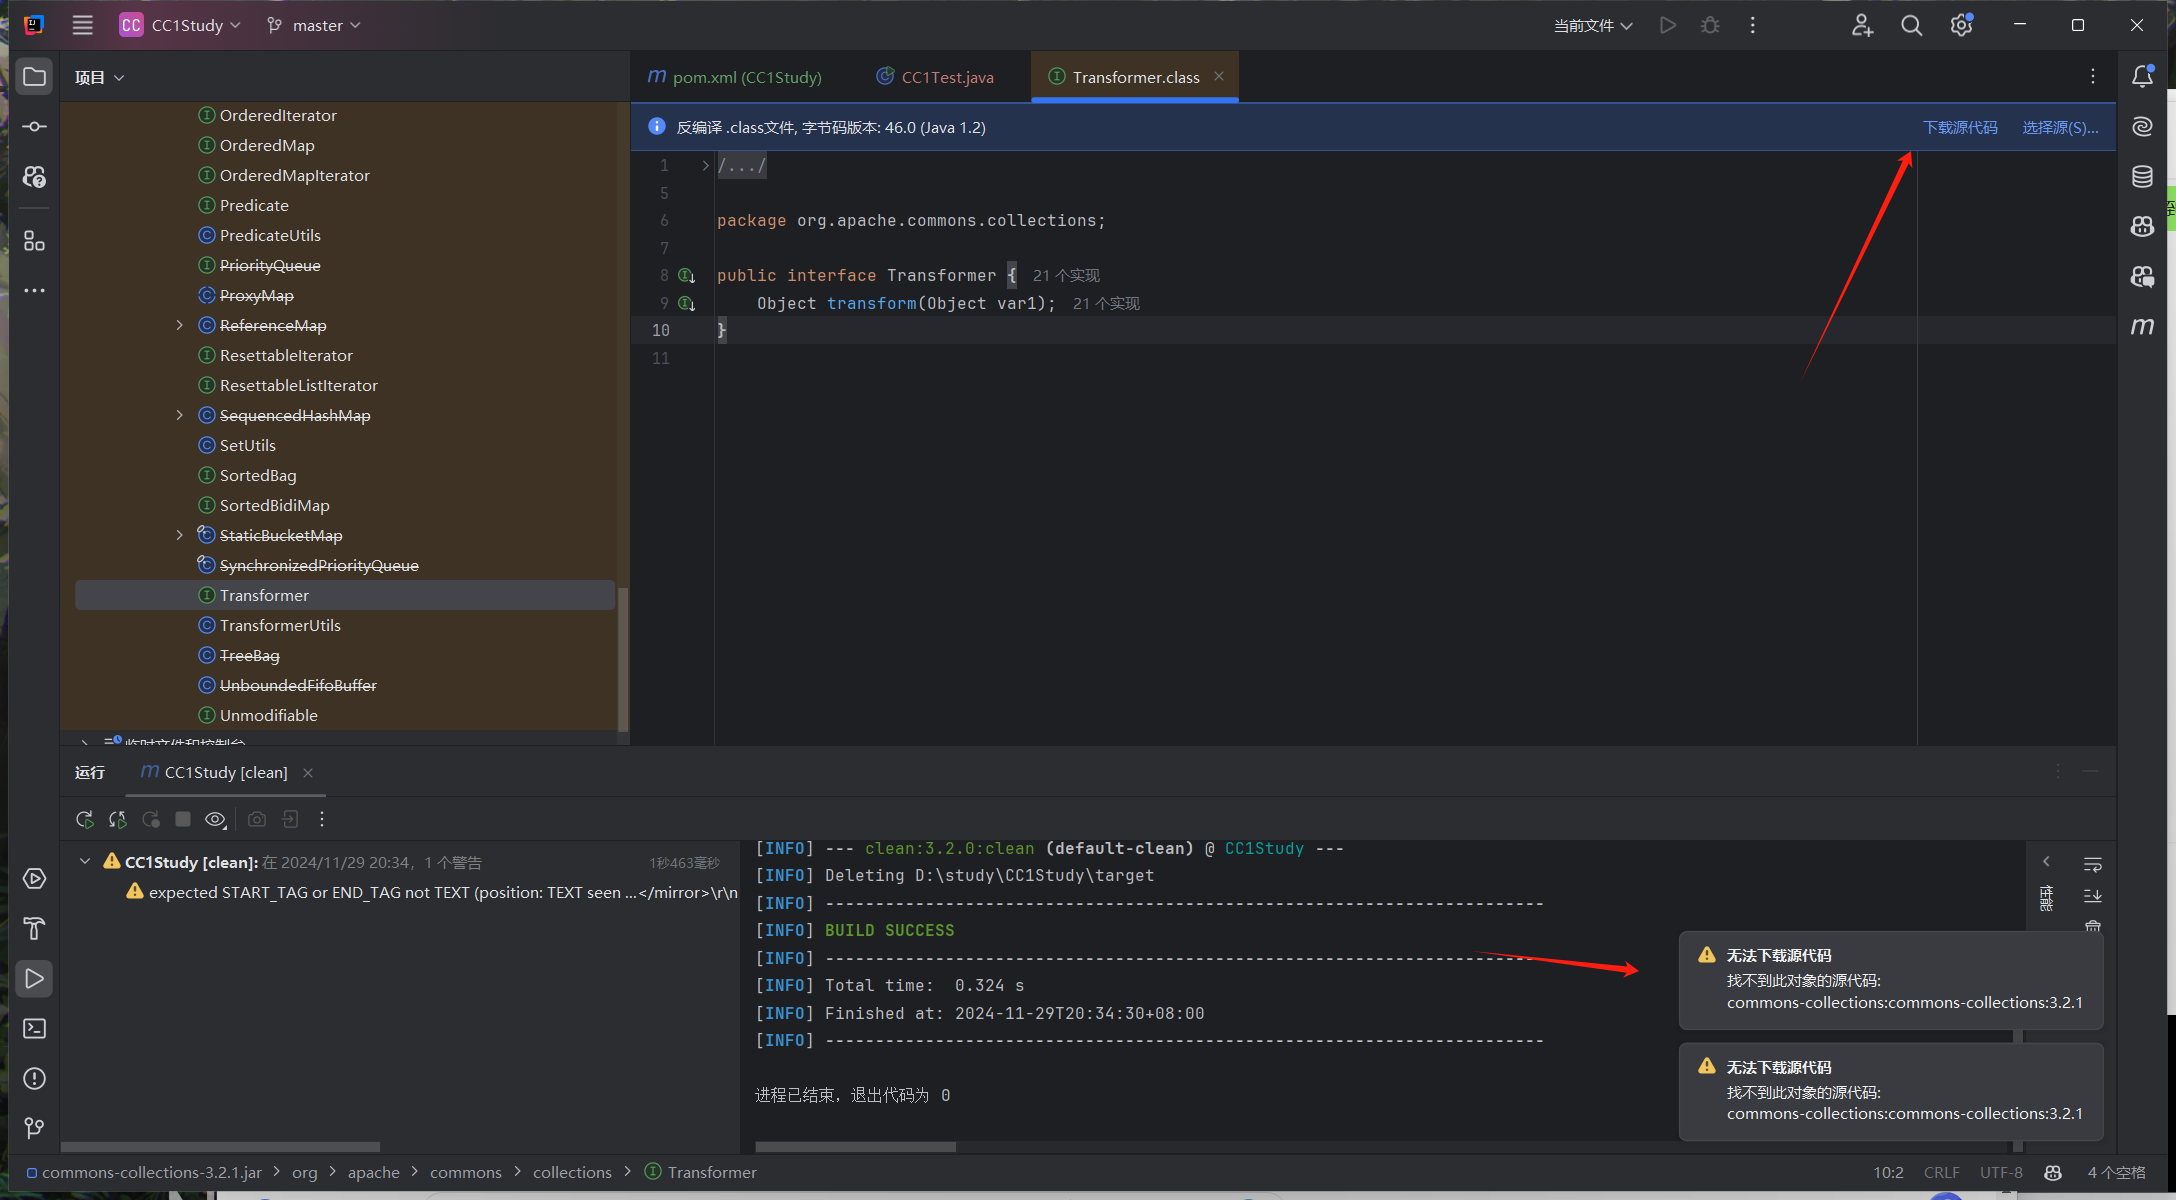 CC CC1Study master 当前文件
项目
OrderedIterator
OrderedMap
OrderedMapIterator
Predicate
PredicateUtils
PriorityQueue
ProxyMap
ReferenceMap
ResettableIterator
ResettableListIterator
SequencedHashMap
SetUtils
SortedBag
SortedBidiMap
StaticBucketMap
SynchronizedPriorityQueue
Transformer
TransformerUtils
TreeBag
UnboundedFifoBuffer
Unmodifiable
临时文件和控制台
pom.xml (CC1Study) CC1Test.java Transformer.class
反编译 .class文件, 字节码版本: 46.0 (Java 1.2) 下载源代码 选择源(S)...
1 /.../
5
6 package org.apache.commons.collections;
7
8 public interface Transformer { 21 个实现
9 Object transform(Object var1); 21 个实现
10 }
11
运行 CC1Study [clean]
CC1Study [clean]: 在 2024/11/29 20:34, 1 个警告 1秒463毫秒
expected START_TAG or END_TAG not TEXT (position: TEXT seen ...</mirror>\r\n
[INFO] --- clean:3.2.0:clean (default-clean) @ CC1Study ---
[INFO] Deleting D:\study\CC1Study\target
[INFO] ------------------------------------------------------------------------
[INFO] BUILD SUCCESS
[INFO] ------------------------------------------------------------------------
[INFO] Total time:  0.324 s
[INFO] Finished at: 2024-11-29T20:34:30+08:00
[INFO] ------------------------------------------------------------------------
进程已结束，退出代码为 0
性能
无法下载源代码
找不到此对象的源代码:
commons-collections:commons-collections:3.2.1
无法下载源代码
找不到此对象的源代码:
commons-collections:commons-collections:3.2.1
commons-collections-3.2.1.jar > org > apache > commons > collections > Transformer 10:2 CRLF UTF-8 4 个空格